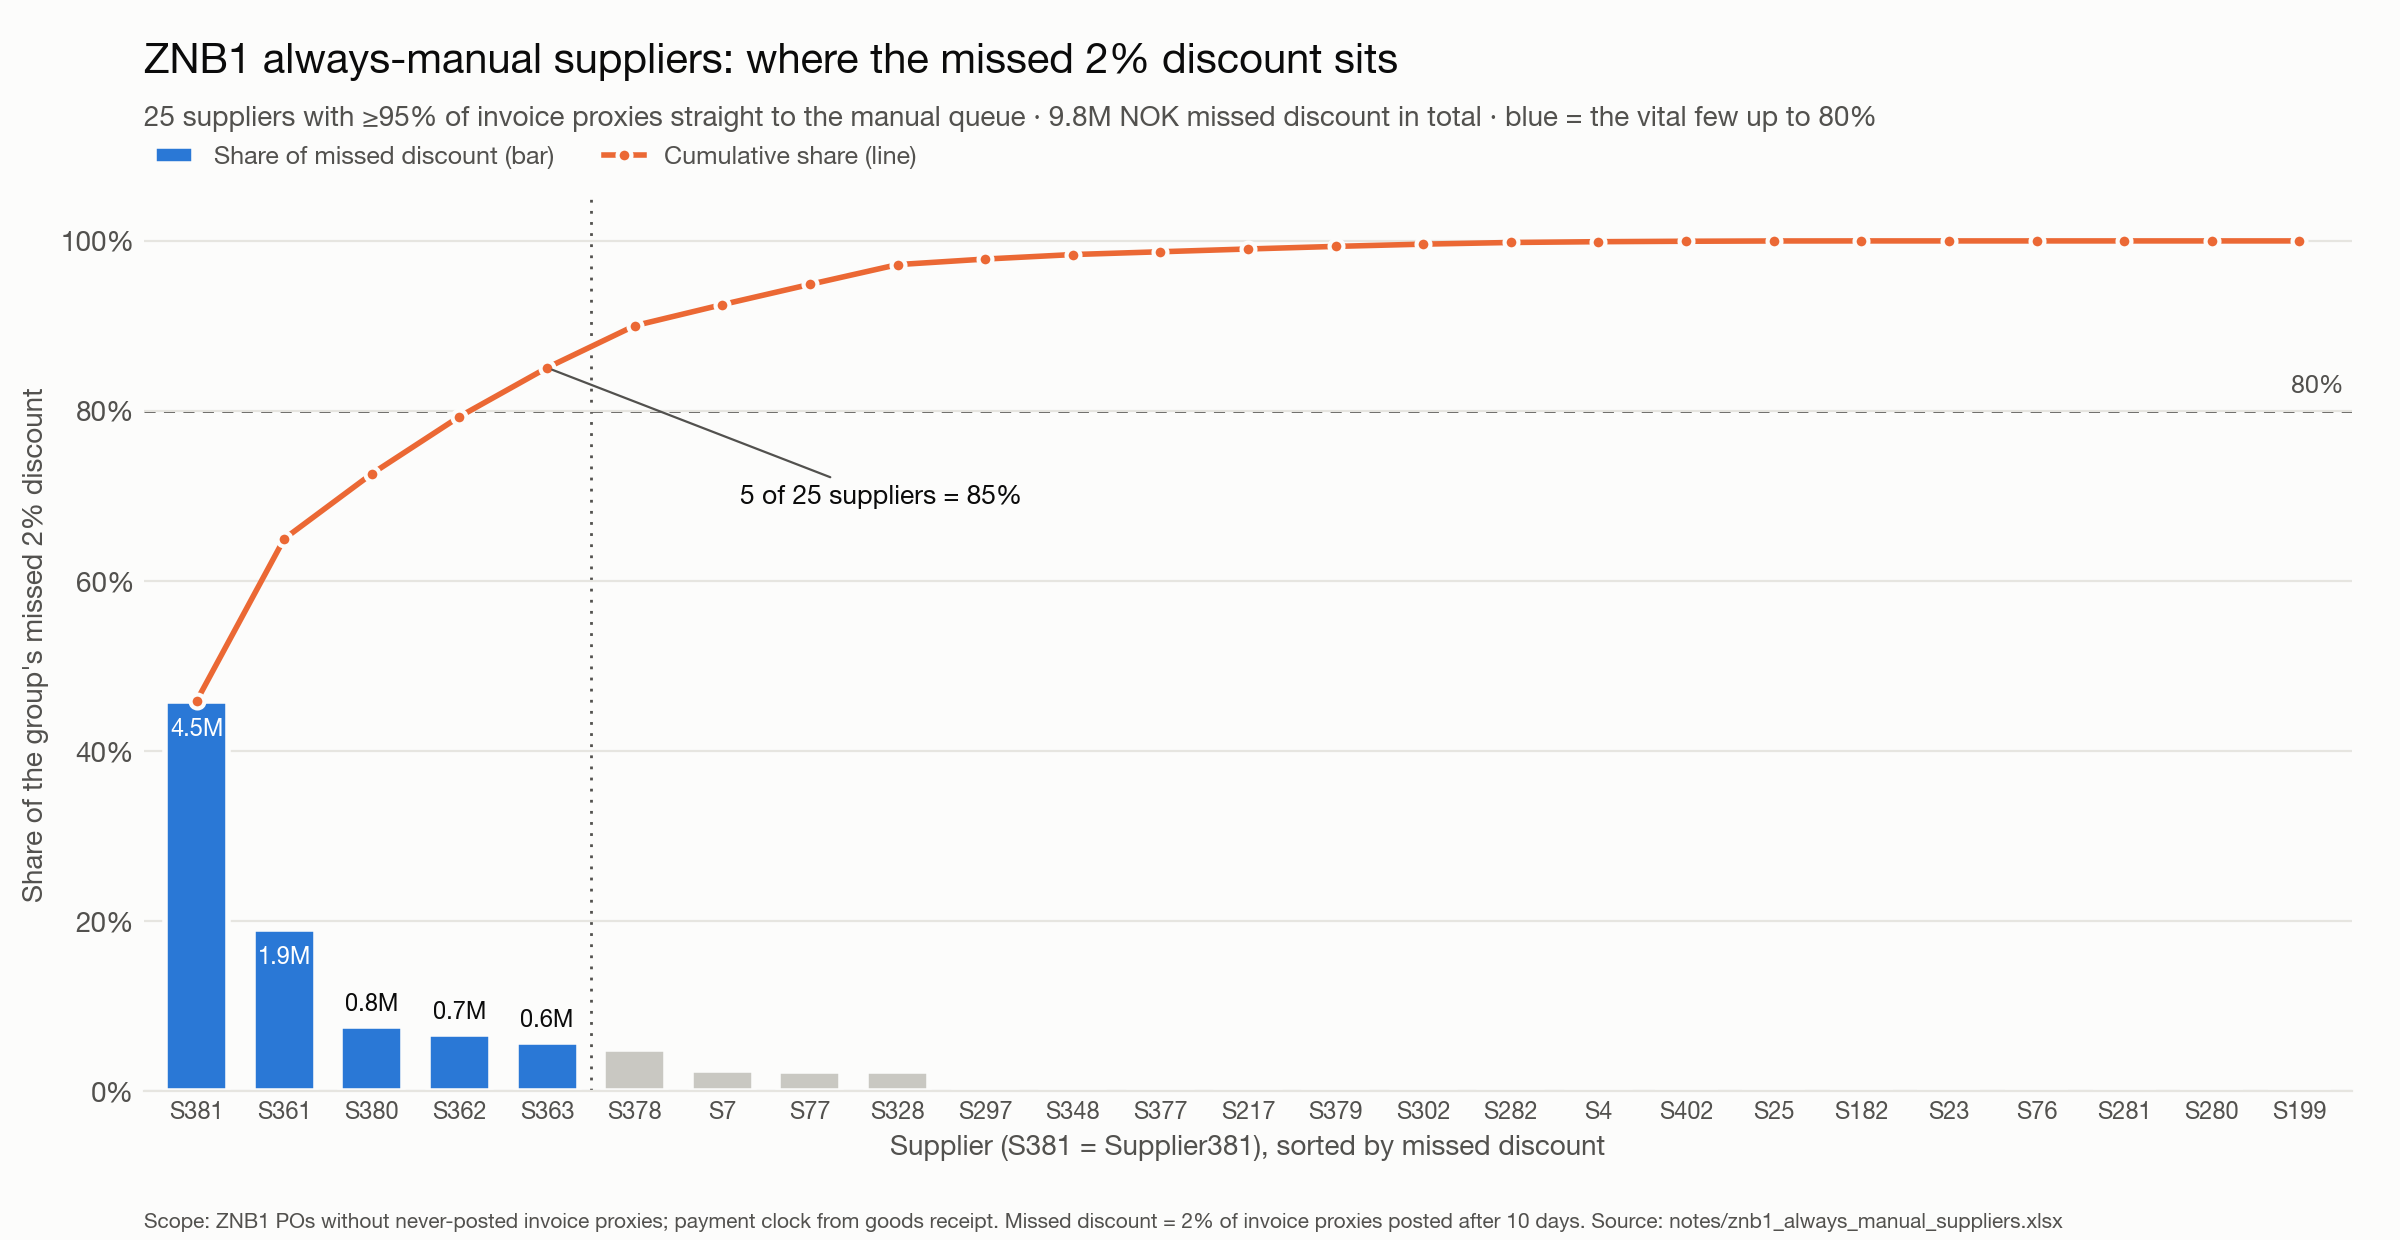 ZNB1 always-manual suppliers: where the missed 2% discount sits
25 suppliers with ≥95% of invoice proxies straight to the manual queue · 9.8M NOK missed discount in total · blue = the vital few up to 80%
Share of missed discount (bar)
Cumulative share (line)
Share of the group's missed 2% discount
100%
80%
60%
40%
20%
0%
80%
5 of 25 suppliers = 85%
4.5M
1.9M
0.8M
0.7M
0.6M
S381 S361 S380 S362 S363 S378 S7 S77 S328 S297 S348 S377 S217 S379 S302 S282 S4 S402 S25 S182 S23 S76 S281 S280 S199
Supplier (S381 = Supplier381), sorted by missed discount
Scope: ZNB1 POs without never-posted invoice proxies; payment clock from goods receipt. Missed discount = 2% of invoice proxies posted after 10 days. Source: notes/znb1_always_manual_suppliers.xlsx